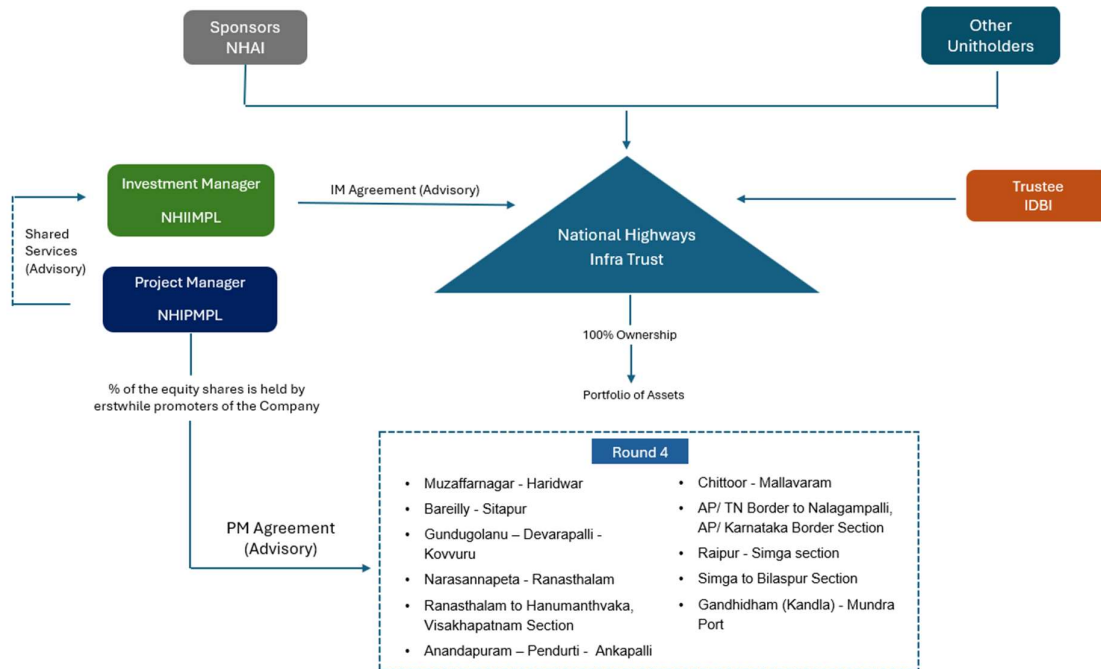 Sponsors
NHAI
Other
Unitholders
Investment Manager
NHIIMPL
IM Agreement (Advisory)
Trustee
IDBI
Shared
Services
(Advisory)
National Highways
Infra Trust
Project Manager
NHIPMPL
100% Ownership
% of the equity shares is held by
erstwhile promoters of the Company
Portfolio of Assets
PM Agreement
(Advisory)
Round 4
• Muzaffarnagar - Haridwar
• Bareilly - Sitapur
• Gundugolanu – Devarapalli -
Kovvuru
• Narasannapeta - Ranasthalam
• Ranasthalam to Hanumanthvaka,
Visakhapatnam Section
• Anandapuram – Pendurti - Ankapalli
• Chittoor - Mallavaram
• AP/ TN Border to Nalagampalli,
AP/ Karnataka Border Section
• Raipur - Simga section
• Simga to Bilaspur Section
• Gandhidham (Kandla) - Mundra
Port